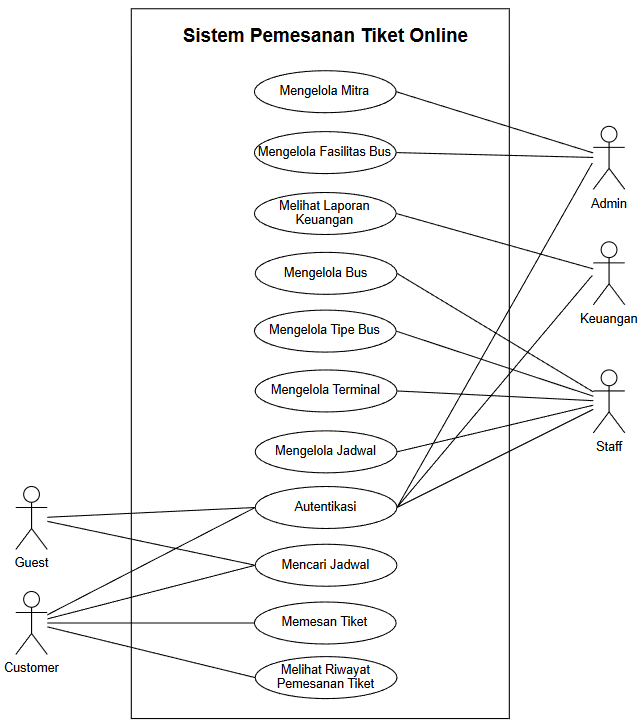 Sistem Pemesanan Tiket Online
Mengelola Mitra
Mengelola Fasilitas Bus
Melihat Laporan
Keuangan
Mengelola Bus
Mengelola Tipe Bus
Mengelola Terminal
Mengelola Jadwal
Autentikasi
Mencari Jadwal
Memesan Tiket
Melihat Riwayat
Pemesanan Tiket
Admin
Keuangan
Staff
Guest
Customer